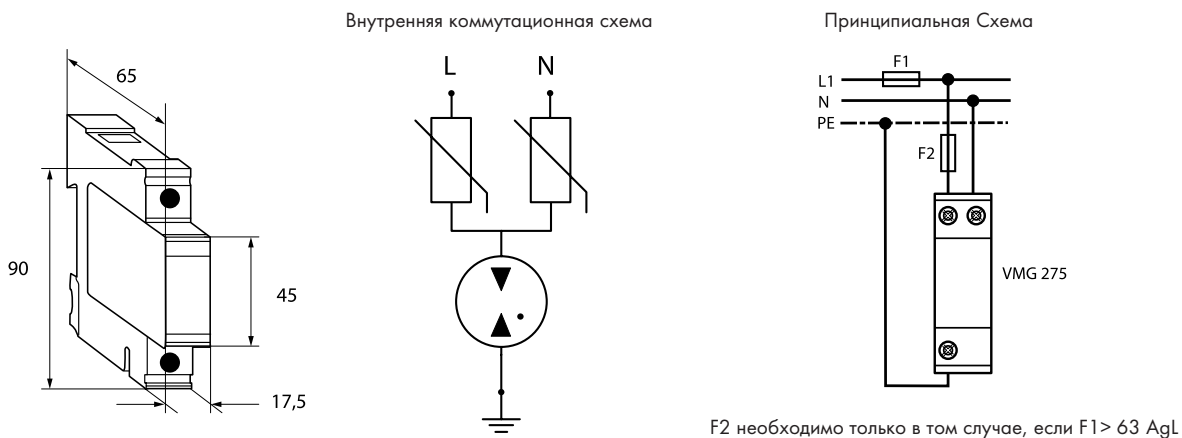 Внутренняя коммутационная схема
Принципиальная Схема
65
90
45
17,5
L
N
F1
L1
N
PE
F2
VMG 275
F2 необходимо только в том случае, если F1> 63 AgL